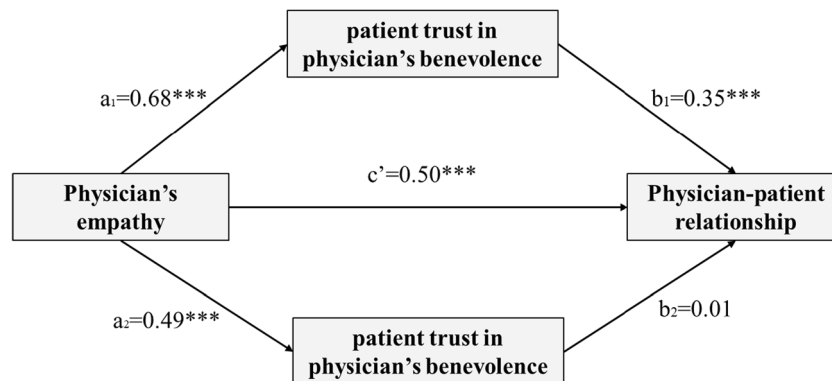 patient trust in
physician’s benevolence
a₁=0.68***
b₁=0.35***
Physician’s
empathy
c’=0.50***
Physician-patient
relationship
a₂=0.49***
b₂=0.01
patient trust in
physician’s benevolence